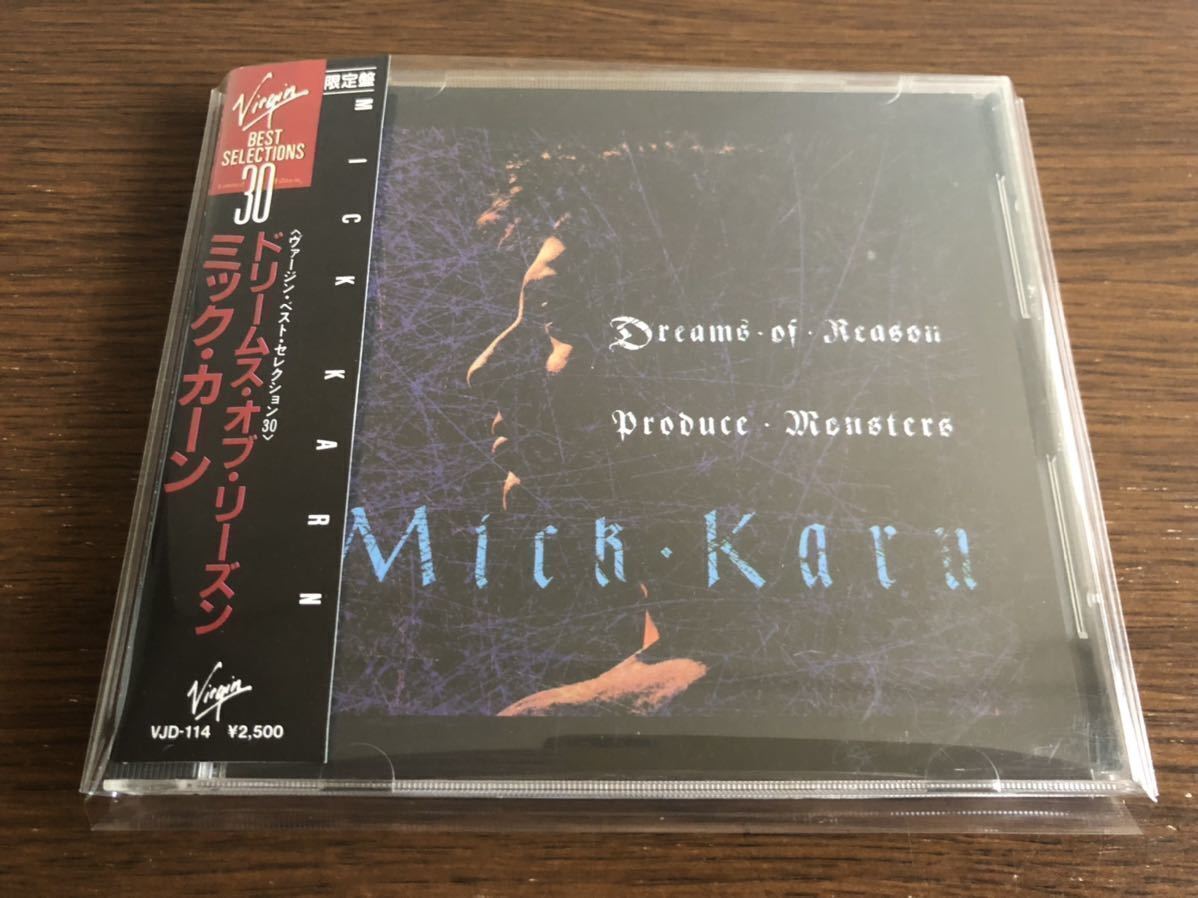 Virgin
BEST
SELECTIONS
30
限定盤
MICK KARN
〈ヴァージン・ベスト・セレクション30〉
ドリームス・オブ・リーズン
ミック・カーン
Virgin
VJD-114 ¥2,500
Dreams·of·Reason
Produce·Monsters
Mick·Karn